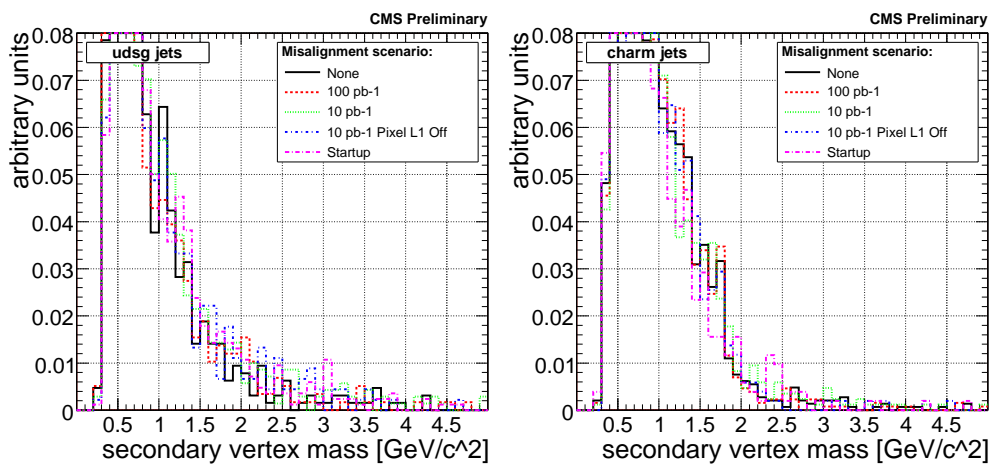 CMS Preliminary
arbitrary units
0.08
0.07
0.06
0.05
0.04
0.03
0.02
0.01
0
udsg jets
Misalignment scenario:
None
100 pb-1
10 pb-1
10 pb-1 Pixel L1 Off
Startup
0.5 1 1.5 2 2.5 3 3.5 4 4.5
secondary vertex mass [GeV/c^2]
CMS Preliminary
arbitrary units
0.08
0.07
0.06
0.05
0.04
0.03
0.02
0.01
0
charm jets
Misalignment scenario:
None
100 pb-1
10 pb-1
10 pb-1 Pixel L1 Off
Startup
0.5 1 1.5 2 2.5 3 3.5 4 4.5
secondary vertex mass [GeV/c^2]